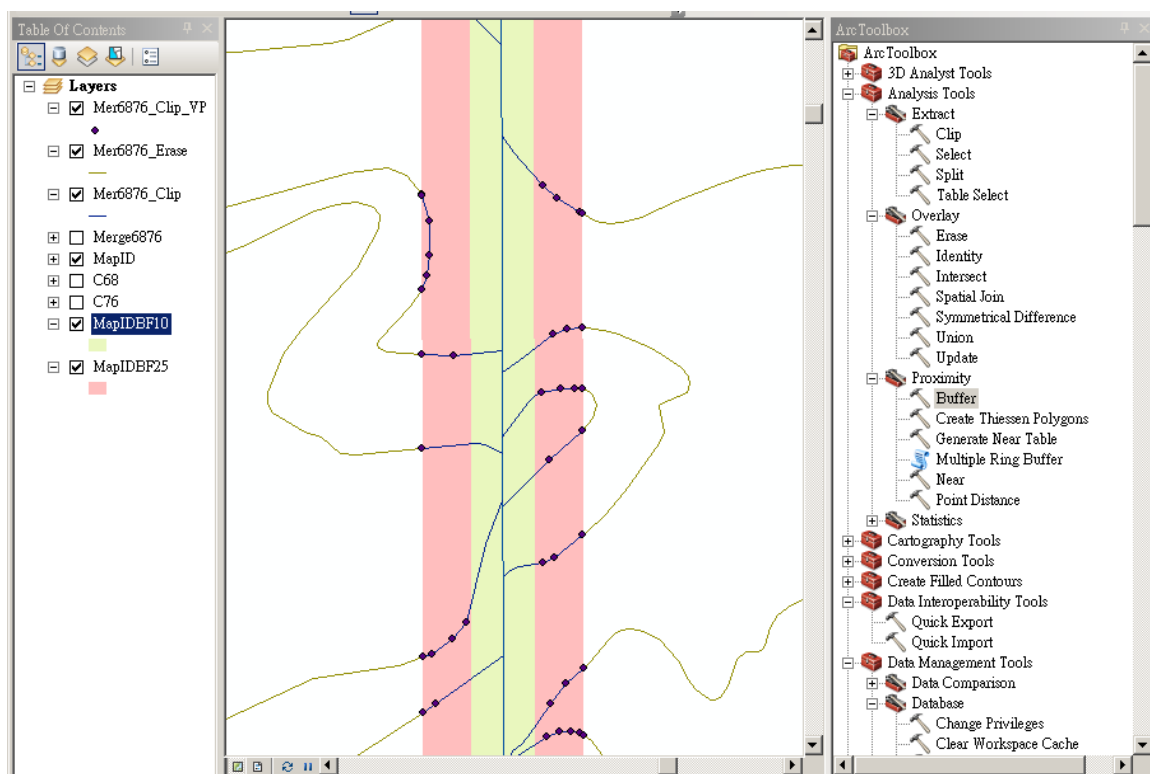 Table Of Contents
Layers
Mer6876_Clip_VP
Mer6876_Erase
Mer6876_Clip
Merge6876
MapID
C68
C76
MapIDBF10
MapIDBF25
ArcToolbox
ArcToolbox
3D Analyst Tools
Analysis Tools
Extract
Clip
Select
Split
Table Select
Overlay
Erase
Identity
Intersect
Spatial Join
Symmetrical Difference
Union
Update
Proximity
Buffer
Create Thiessen Polygons
Generate Near Table
Multiple Ring Buffer
Near
Point Distance
Statistics
Cartography Tools
Conversion Tools
Create Filled Contours
Data Interoperability Tools
Quick Export
Quick Import
Data Management Tools
Data Comparison
Database
Change Privileges
Clear Workspace Cache